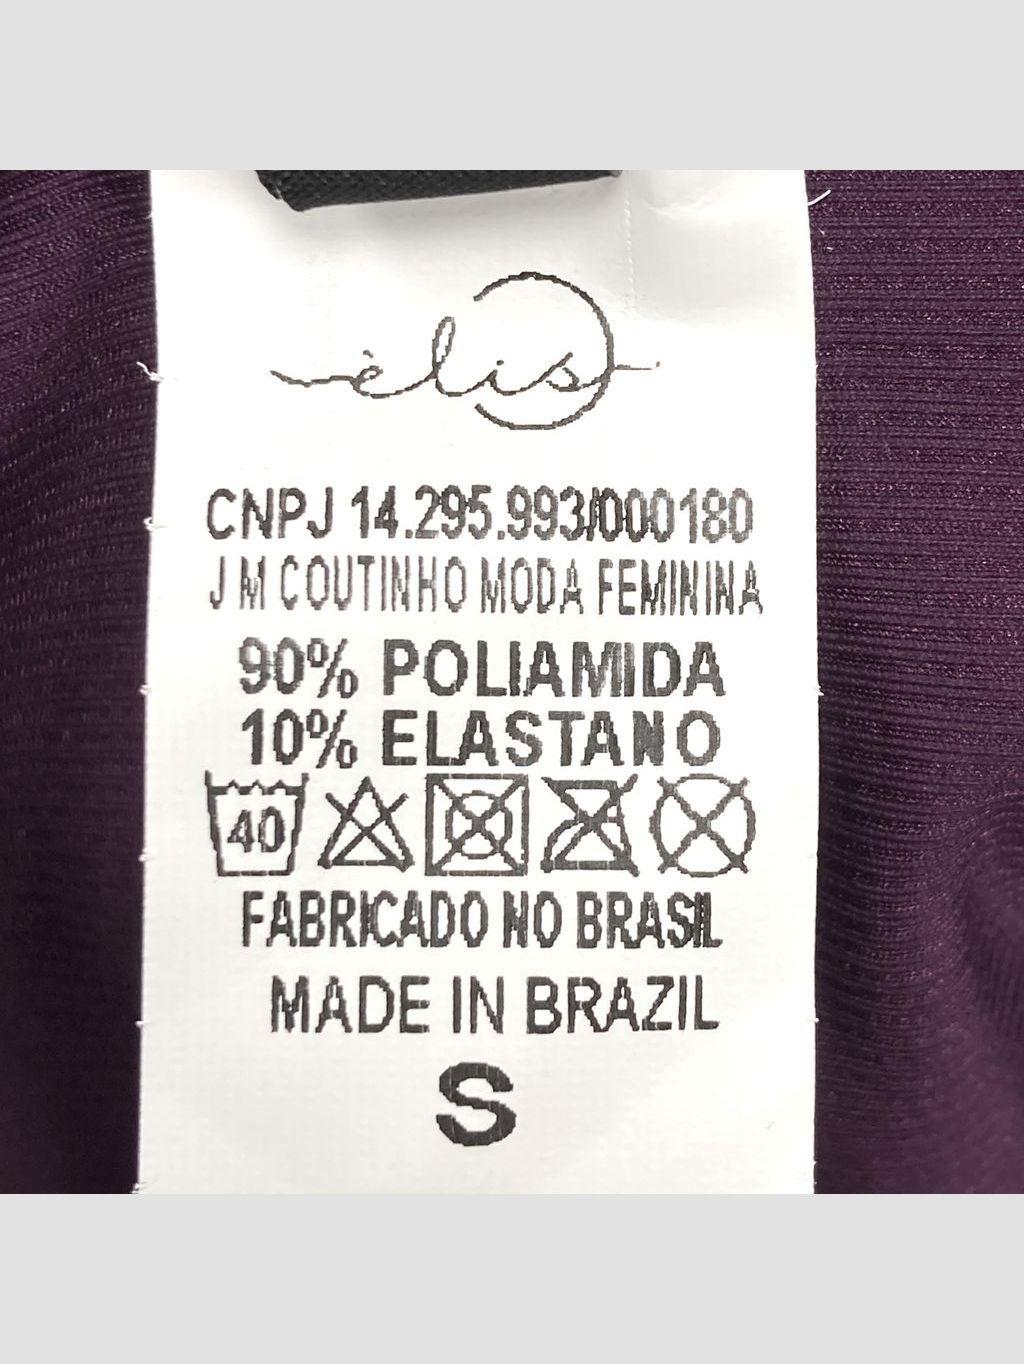 èlis
CNPJ 14.295.993/000180
J M COUTINHO MODA FEMININA
90% POLIAMIDA
10% ELASTANO
40
FABRICADO NO BRASIL
MADE IN BRAZIL
S